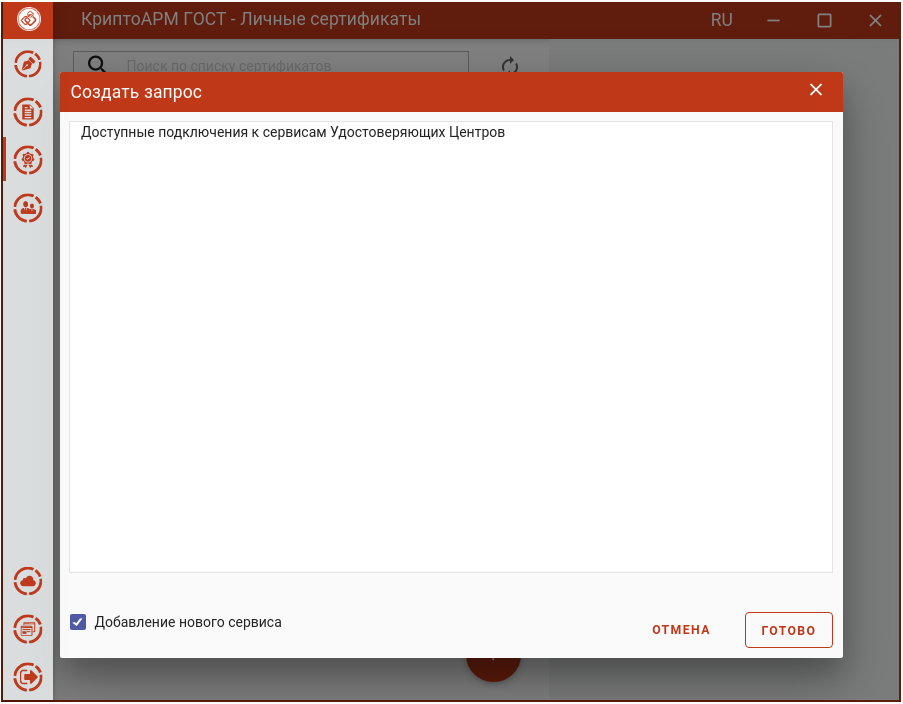 КриптоАРМ ГОСТ - Личные сертификаты
RU
Поиск по списку сертификатов
Создать запрос
Доступные подключения к сервисам Удостоверяющих Центров
Добавление нового сервиса
ОТМЕНА
ГОТОВО